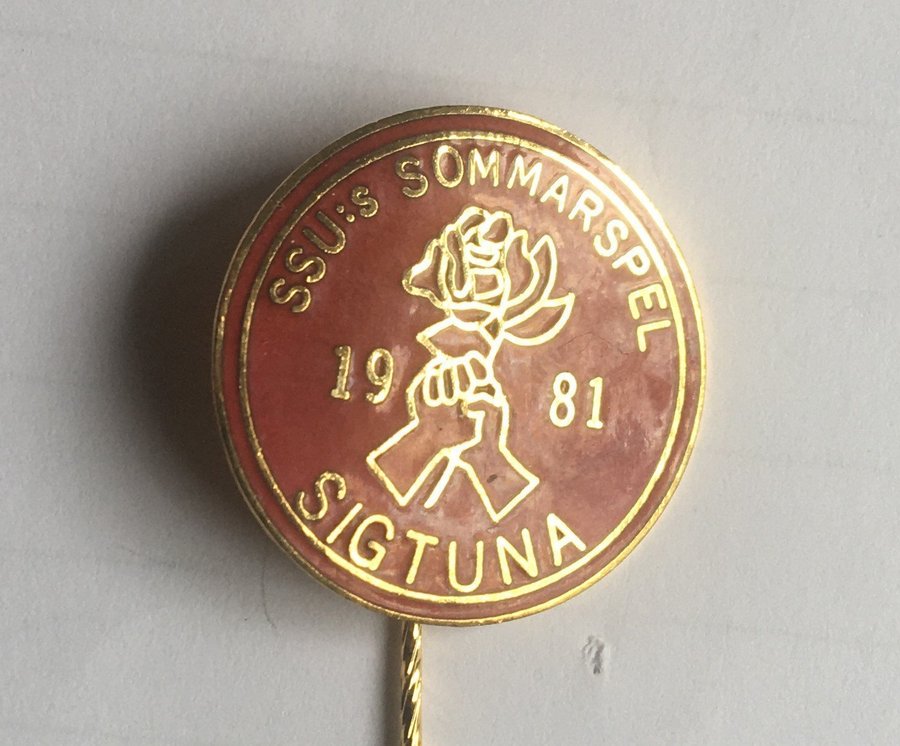 SSU:s SOMMARSPEL
19 81
SIGTUNA